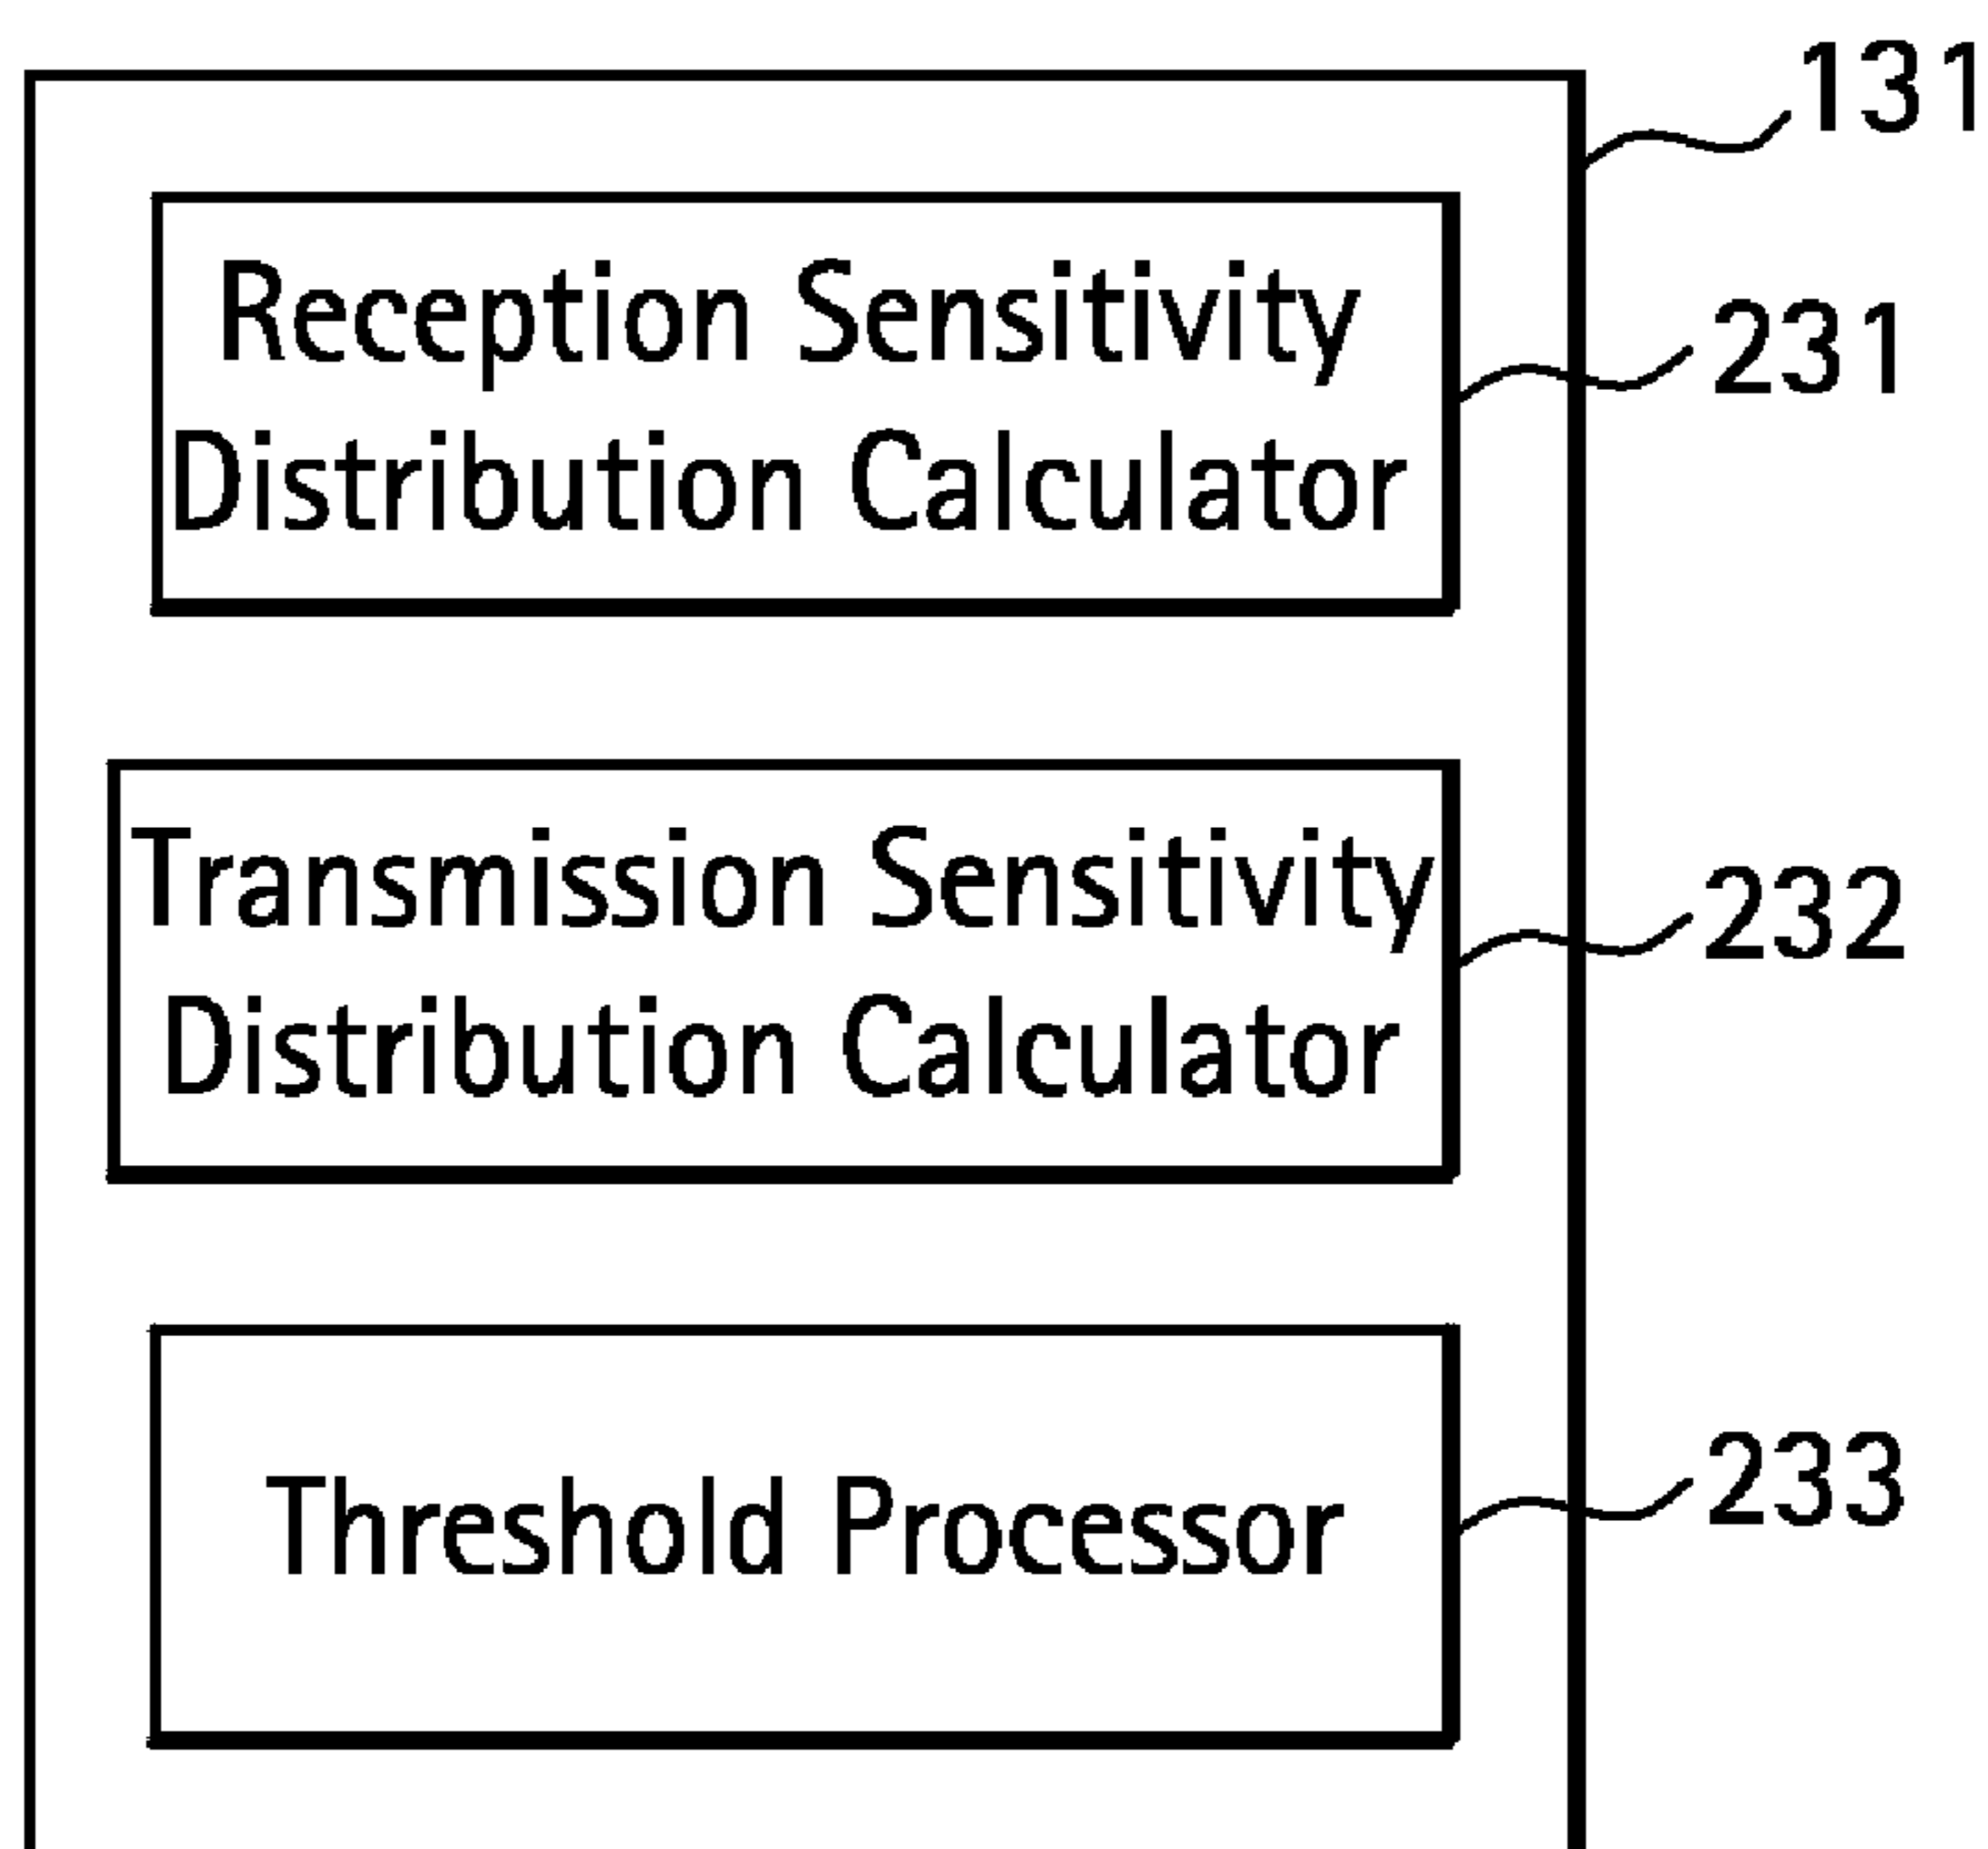 131
Reception Sensitivity
Distribution Calculator
231
Transmission Sensitivity
Distribution Calculator
232
Threshold Processor
233